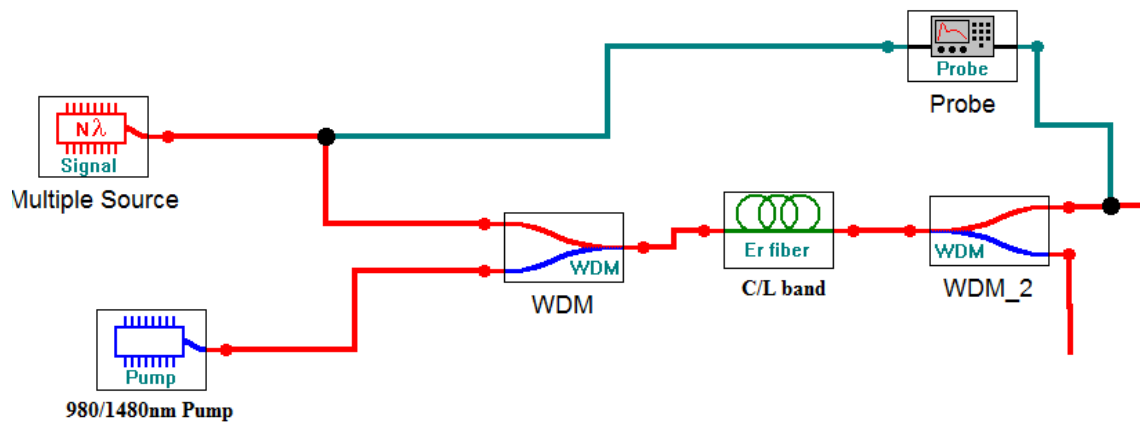 Probe
Probe
Nλ
Signal
Multiple Source
WDM
WDM
Er fiber
C/L band
WDM
WDM_2
Pump
980/1480nm Pump